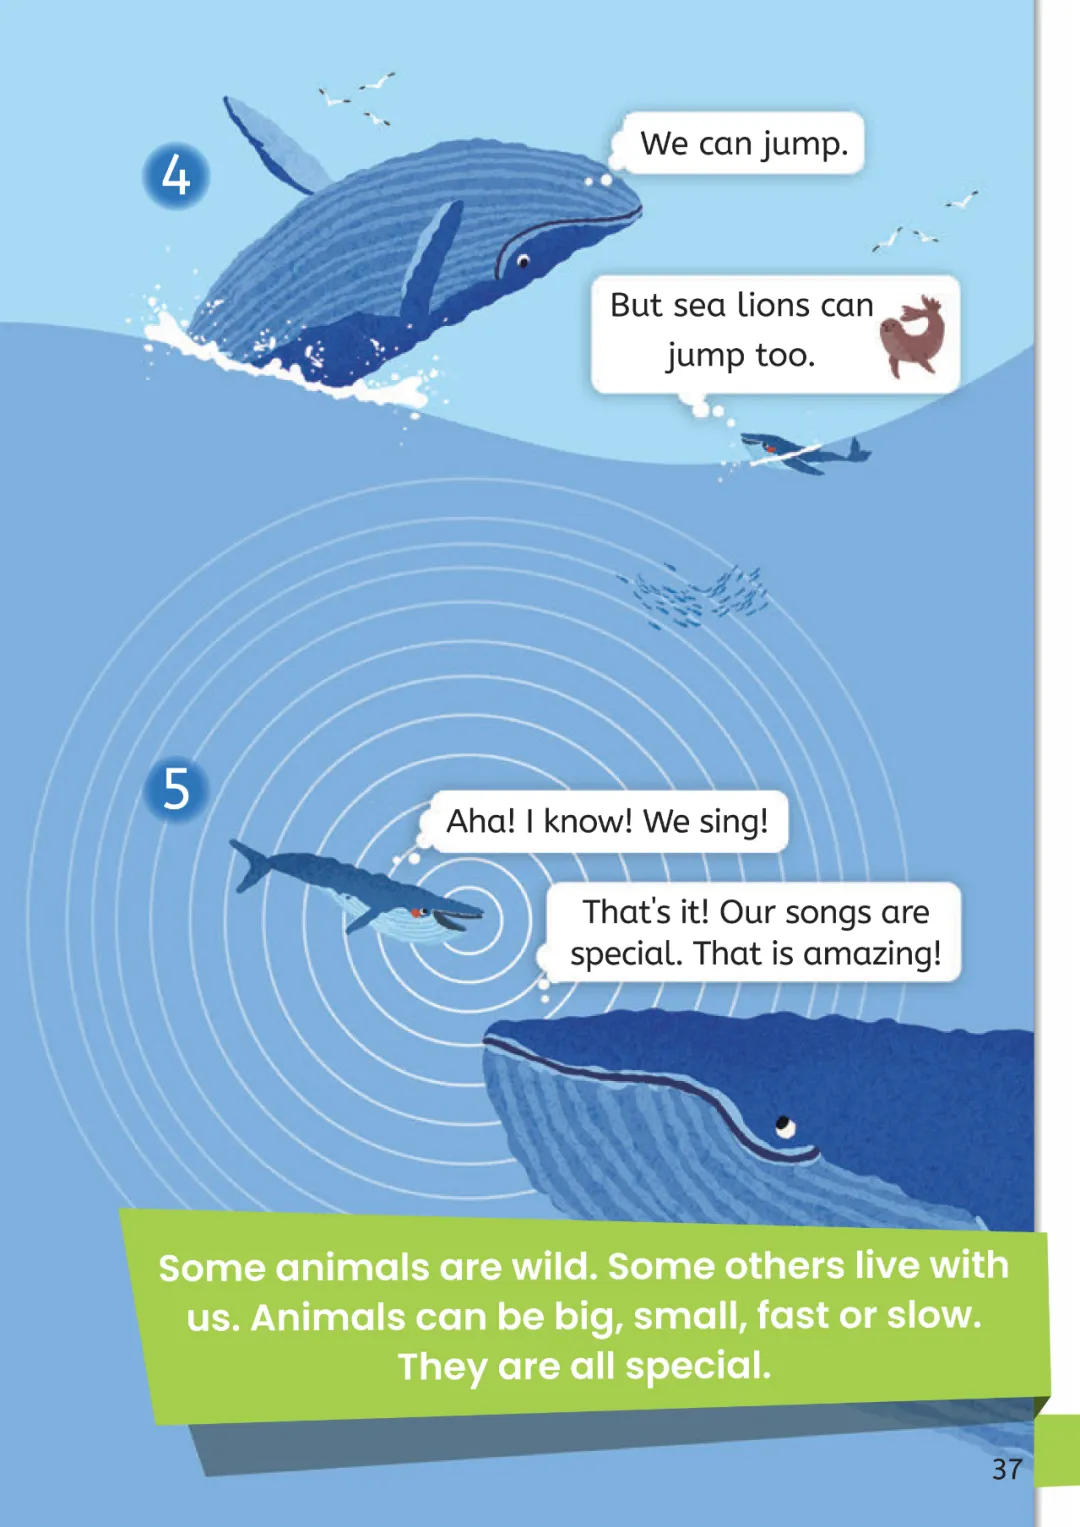 4
We can jump.
But sea lions can
jump too.
5
Aha! I know! We sing!
That's it! Our songs are
special. That is amazing!
Some animals are wild. Some others live with
us. Animals can be big, small, fast or slow.
They are all special.
37